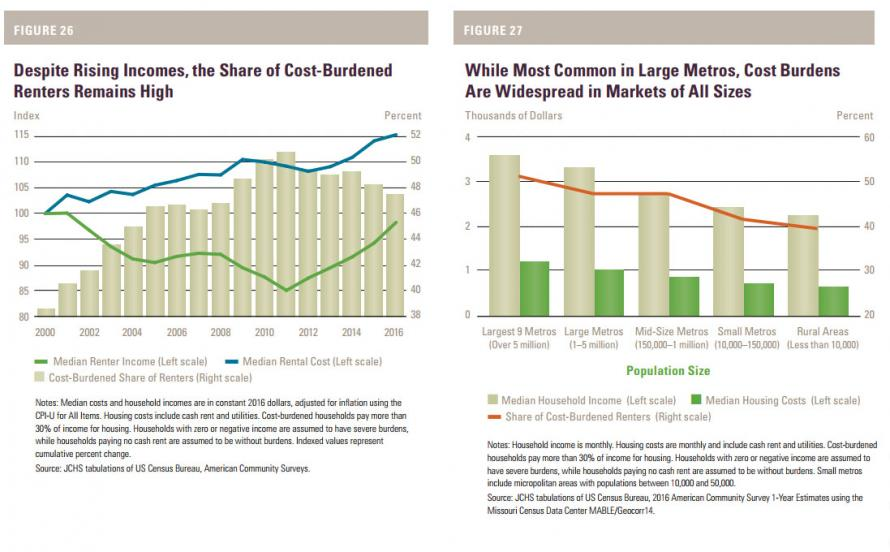 FIGURE 26
Despite Rising Incomes, the Share of Cost-Burdened
Renters Remains High
Index Percent
115 52
110 50
105 48
100 46
95 44
90 42
85 40
80 38
2000 2002 2004 2006 2008 2010 2012 2014 2016
Median Renter Income (Left scale) Median Rental Cost (Left scale)
Cost-Burdened Share of Renters (Right scale)
Notes: Median costs and household incomes are in constant 2016 dollars, adjusted for inflation using the
CPI-U for All Items. Housing costs include cash rent and utilities. Cost-burdened households pay more than
30% of income for housing. Households with zero or negative income are assumed to have severe burdens,
while households paying no cash rent are assumed to be without burdens. Indexed values represent
cumulative percent change.
Source: JCHS tabulations of US Census Bureau, American Community Surveys.
FIGURE 27
While Most Common in Large Metros, Cost Burdens
Are Widespread in Markets of All Sizes
Thousands of Dollars Percent
4 60
3 50
2 40
1 30
0 20
Largest 9 Metros Large Metros Mid-Size Metros Small Metros Rural Areas
(Over 5 million) (1–5 million) (150,000–1 million) (10,000–150,000) (Less than 10,000)
Population Size
Median Household Income (Left scale) Median Housing Costs (Left scale)
Share of Cost-Burdened Renters (Right scale)
Notes: Household income is monthly. Housing costs are monthly and include cash rent and utilities. Cost-burdened
households pay more than 30% of income for housing. Households with zero or negative income are assumed to
have severe burdens, while households paying no cash rent are assumed to be without burdens. Small metros
include micropolitan areas with populations between 10,000 and 50,000.
Source: JCHS tabulations of US Census Bureau, 2016 American Community Survey 1-Year Estimates using the
Missouri Census Data Center MABLE/Geocorr14.